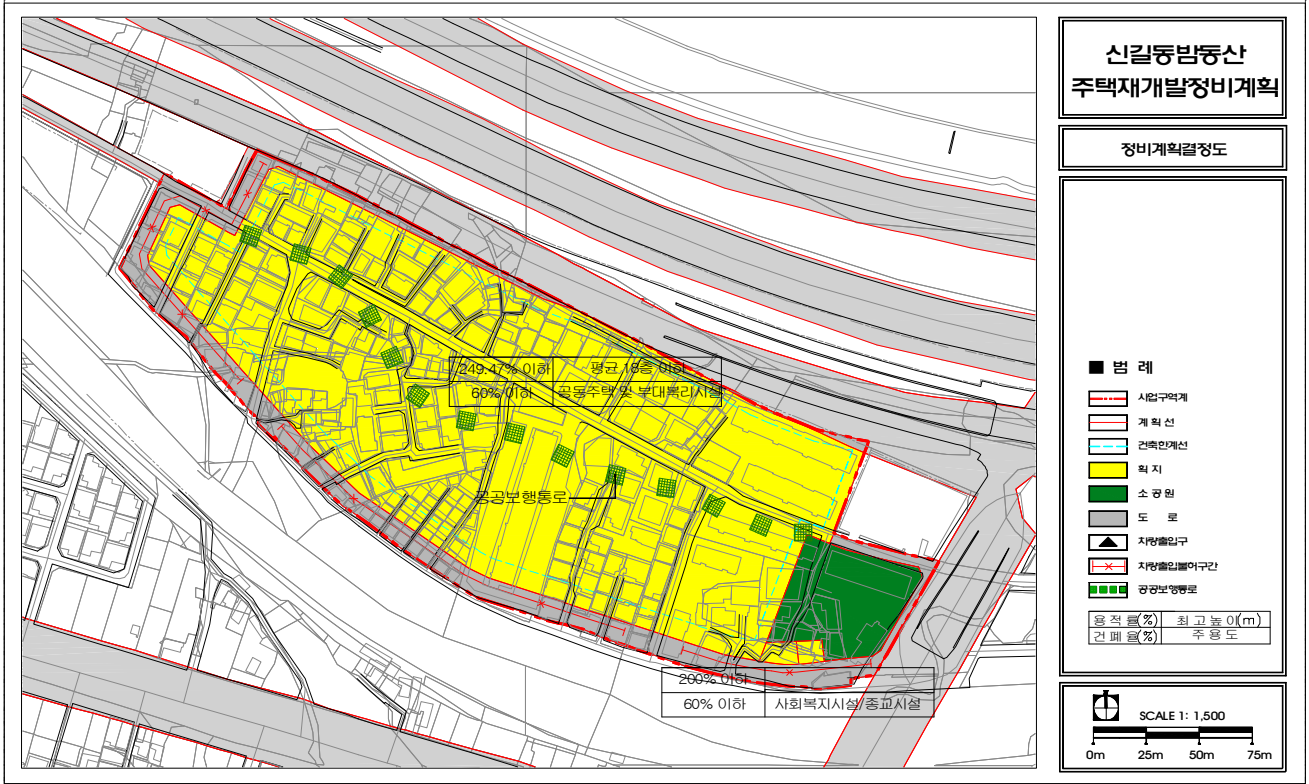 신길동밤동산
주택재개발정비계획
정비계획결정도
249.47% 이하 평균 18층 이하
60% 이하 공동주택 및 부대복리시설
공공보행통로
200% 이하
60% 이하 사회복지시설/종교시설
■ 범 례
사업구역계
계 획 선
건축한계선
획 지
소 공 원
도 로
차량출입구
차량출입불허구간
공공보행통로
용 적 률(%) 최 고 높 이(m)
건 폐 율(%) 주 용 도
SCALE 1: 1,500
0m 25m 50m 75m